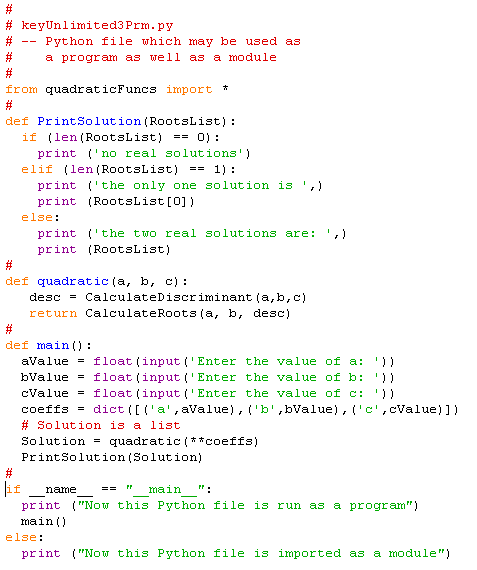 #
# keyUnlimited3Prm.py
# -- Python file which may be used as
#    a program as well as a module
#
from quadraticFuncs import *
#
def PrintSolution(RootsList):
  if (len(RootsList) == 0):
    print ('no real solutions')
  elif (len(RootsList) == 1):
    print ('the only one solution is ',)
    print (RootsList[0])
  else:
    print ('the two real solutions are: ',)
    print (RootsList)
#
def quadratic(a, b, c):
   desc = CalculateDiscriminant(a,b,c)
   return CalculateRoots(a, b, desc)
#
def main():
  aValue = float(input('Enter the value of a: '))
  bValue = float(input('Enter the value of b: '))
  cValue = float(input('Enter the value of c: '))
  coeffs = dict([('a',aValue),('b',bValue),('c',cValue)])
  # Solution is a list
  Solution = quadratic(**coeffs)
  PrintSolution(Solution)
#
if __name__ == "__main__":
  print ("Now this Python file is run as a program")
  main()
else:
  print ("Now this Python file is imported as a module")